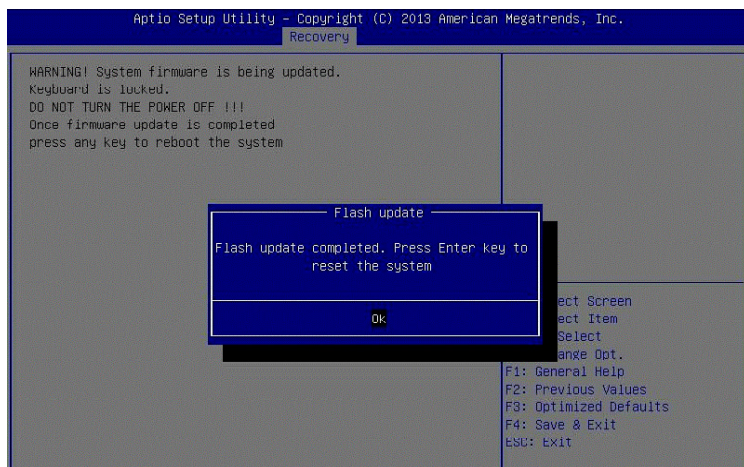 Aptio Setup Utility – Copyright (C) 2013 American Megatrends, Inc.
Recovery
WARNING! System firmware is being updated.
Keyboard is locked.
DO NOT TURN THE POWER OFF !!!
Once firmware update is completed
press any key to reboot the system
Flash update
Flash update completed. Press Enter key to
reset the system
Ok
ect Screen
ect Item
Select
ange Opt.
F1: General Help
F2: Previous Values
F3: Optimized Defaults
F4: Save & Exit
ESC: Exit